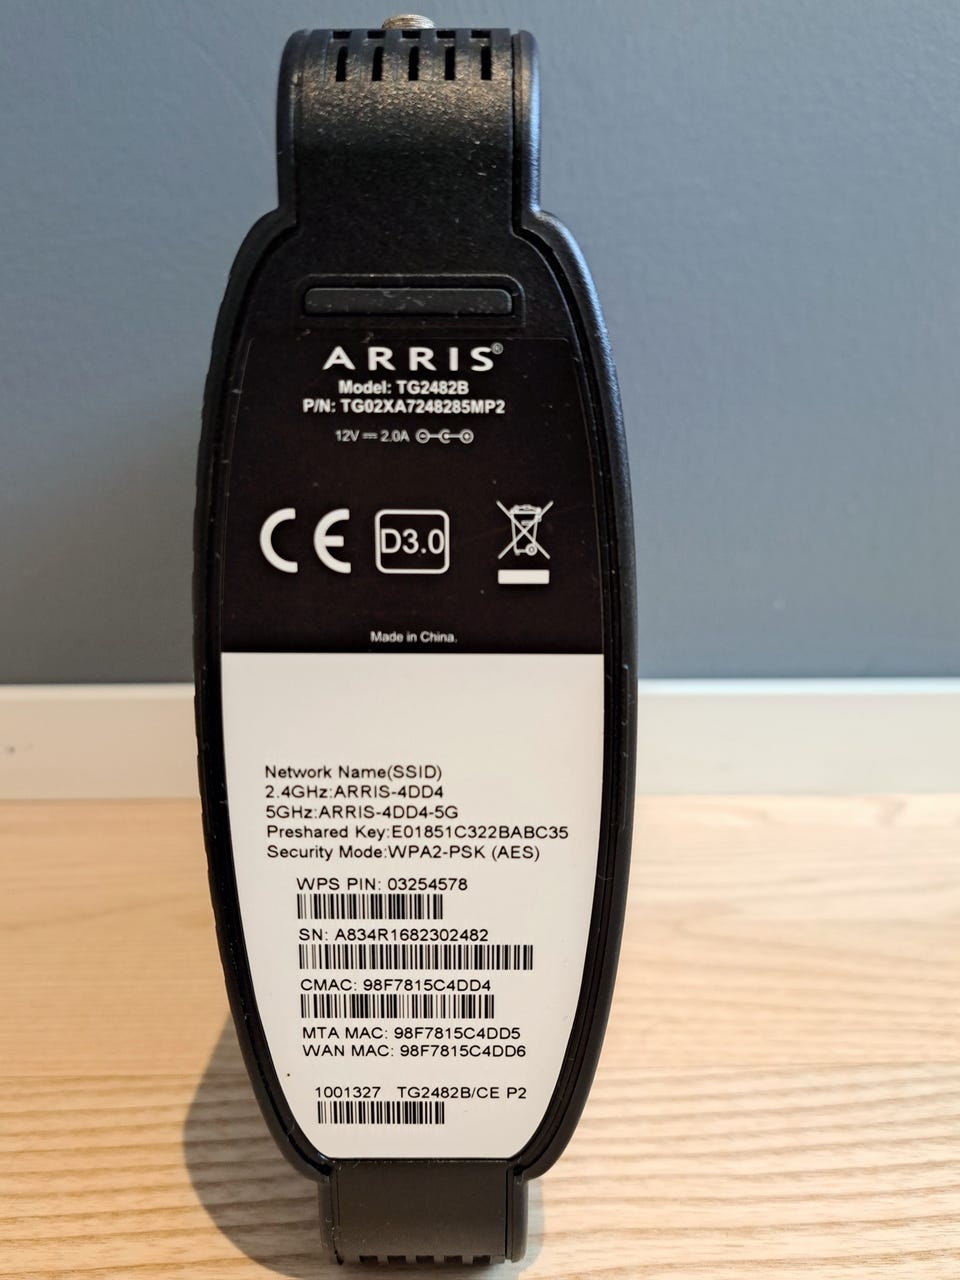 ARRIS®
Model: TG2482B
P/N: TG02XA7248285MP2
12V ⎓ 2.0A
CE D3.0
Made in China.
Network Name(SSID)
2.4GHz:ARRIS-4DD4
5GHz:ARRIS-4DD4-5G
Preshared Key:E01851C322BABC35
Security Mode:WPA2-PSK (AES)
WPS PIN: 03254578
SN: A834R1682302482
CMAC: 98F7815C4DD4
MTA MAC: 98F7815C4DD5
WAN MAC: 98F7815C4DD6
1001327 TG2482B/CE P2